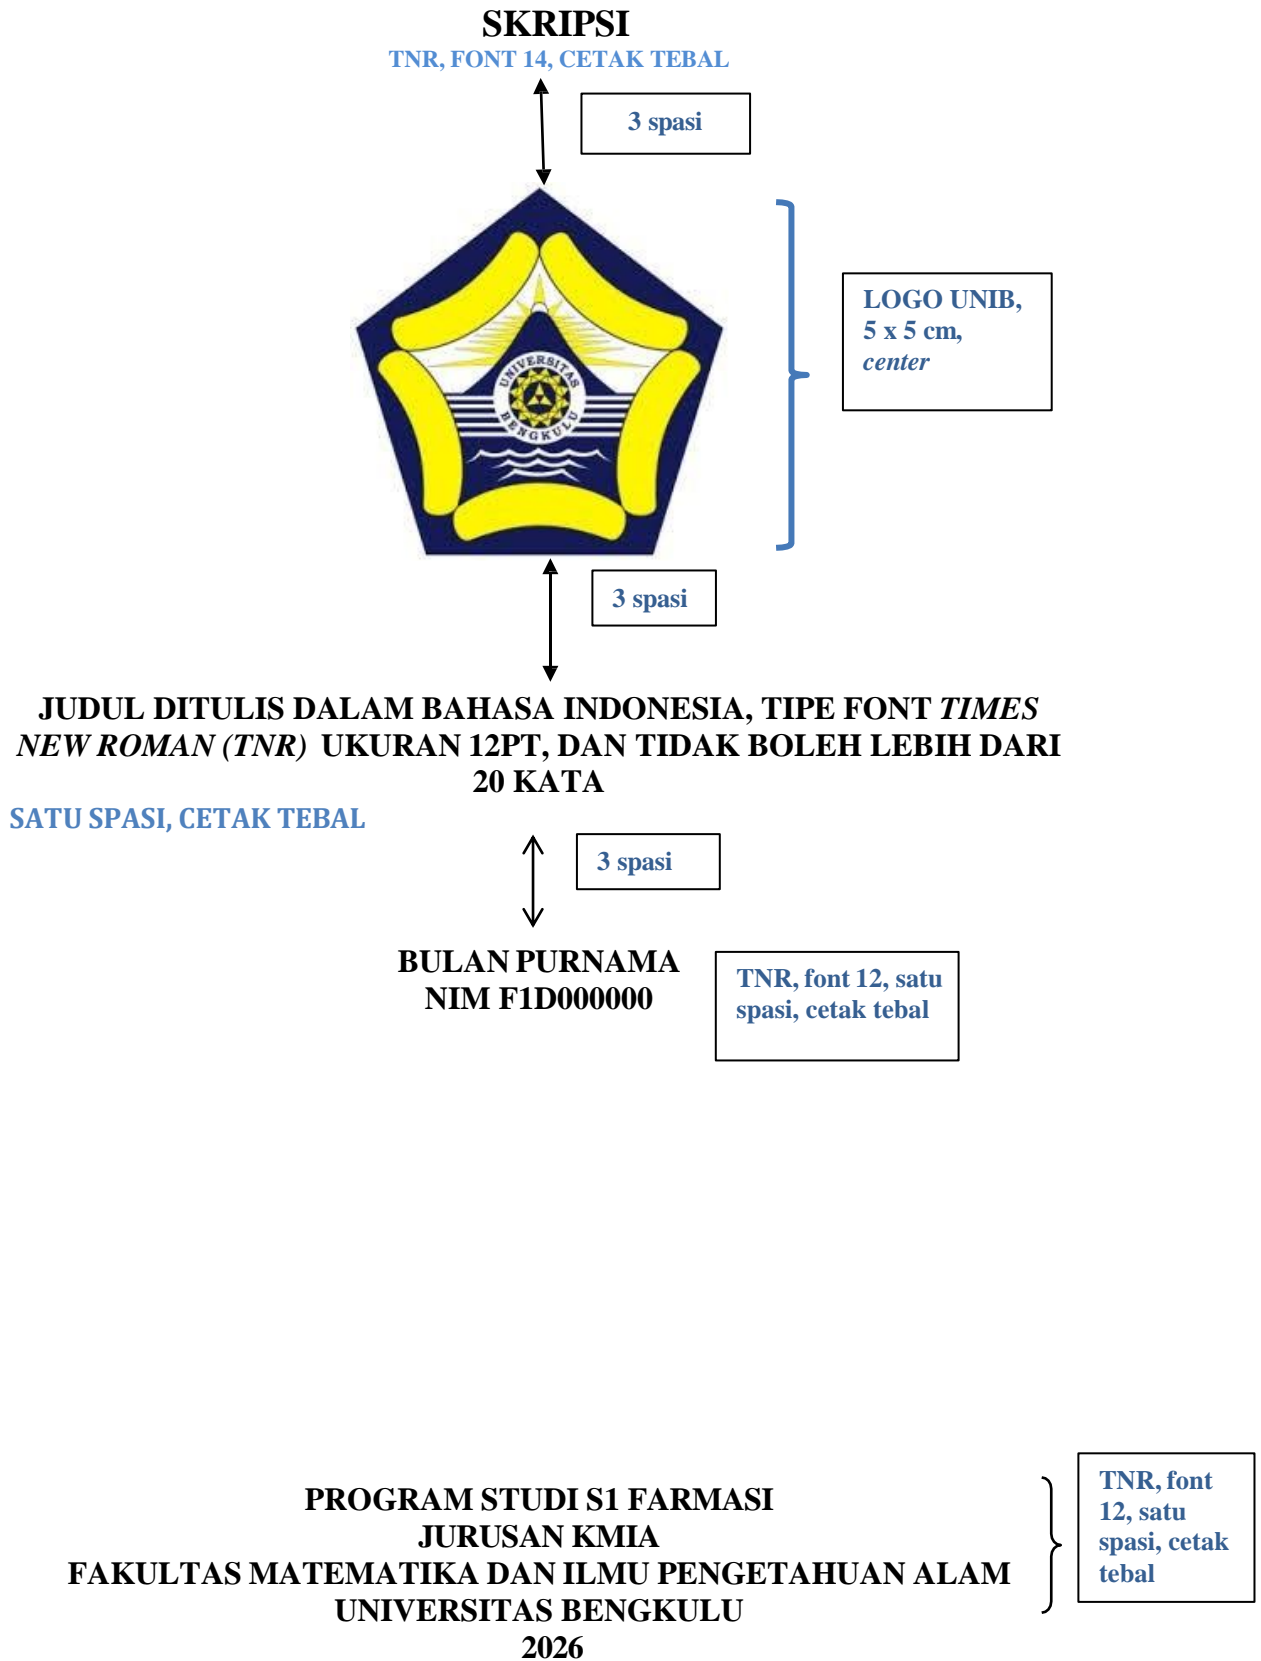 SKRIPSI
TNR, FONT 14, CETAK TEBAL
3 spasi
UNIVERSITAS
BENGKULU
LOGO UNIB,
5 x 5 cm,
center
3 spasi
JUDUL DITULIS DALAM BAHASA INDONESIA, TIPE FONT TIMES
NEW ROMAN (TNR) UKURAN 12PT, DAN TIDAK BOLEH LEBIH DARI
20 KATA
SATU SPASI, CETAK TEBAL
3 spasi
BULAN PURNAMA
NIM F1D000000
TNR, font 12, satu
spasi, cetak tebal
PROGRAM STUDI S1 FARMASI
JURUSAN KMIA
FAKULTAS MATEMATIKA DAN ILMU PENGETAHUAN ALAM
UNIVERSITAS BENGKULU
2026
TNR, font
12, satu
spasi, cetak
tebal